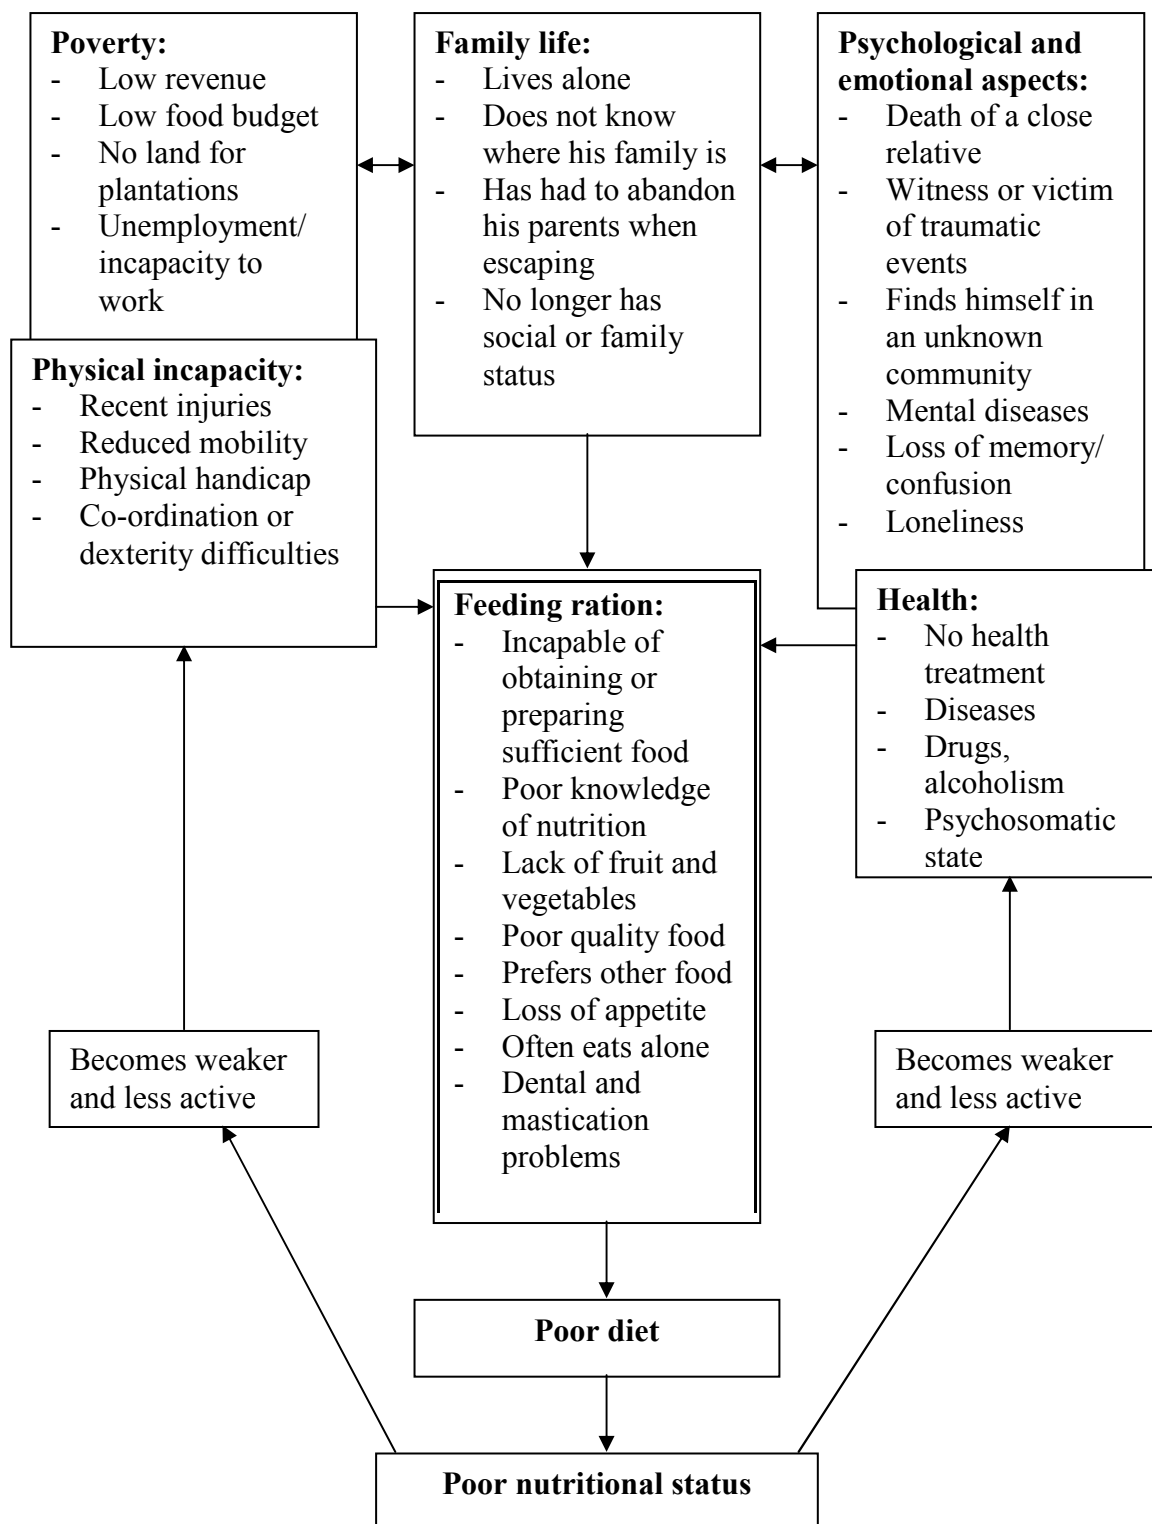 Poverty:
- Low revenue
- Low food budget
- No land for
plantations
- Unemployment/
incapacity to
work
Physical incapacity:
- Recent injuries
- Reduced mobility
- Physical handicap
- Co-ordination or
dexterity difficulties
Family life:
- Lives alone
- Does not know
where his family is
- Has had to abandon
his parents when
escaping
- No longer has
social or family
status
Psychological and
emotional aspects:
- Death of a close
relative
- Witness or victim
of traumatic
events
- Finds himself in
an unknown
community
- Mental diseases
- Loss of memory/
confusion
- Loneliness
Health:
- No health
treatment
- Diseases
- Drugs,
alcoholism
- Psychosomatic
state
Feeding ration:
- Incapable of
obtaining or
preparing
sufficient food
- Poor knowledge
of nutrition
- Lack of fruit and
vegetables
- Poor quality food
- Prefers other food
- Loss of appetite
- Often eats alone
- Dental and
mastication
problems
Becomes weaker
and less active
Becomes weaker
and less active
Poor diet
Poor nutritional status